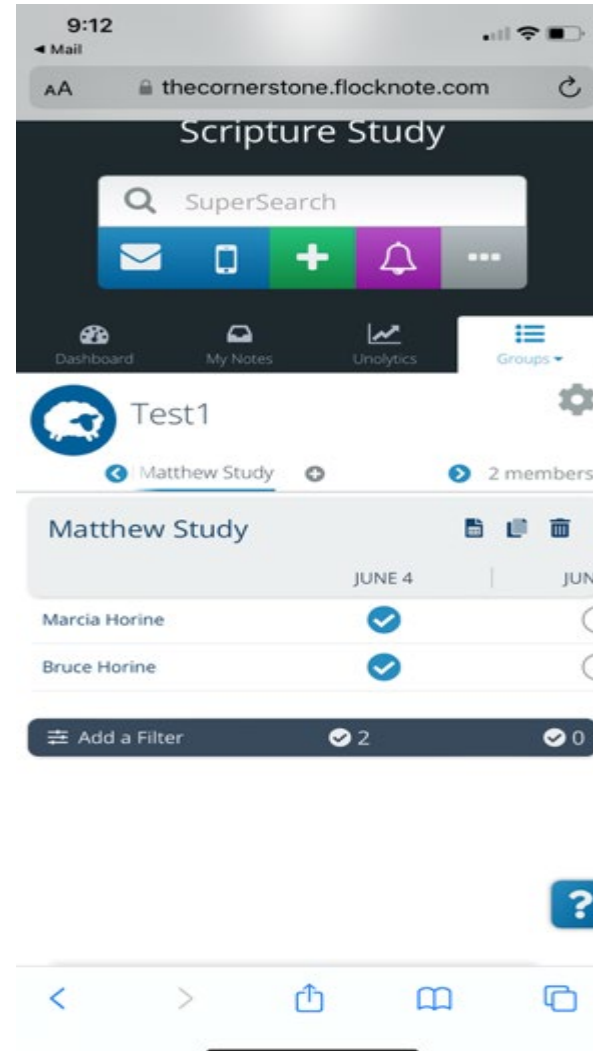 9:12
◀ Mail
AA thecornerstone.flocknote.com
Scripture Study
SuperSearch
Dashboard My Notes Unolytics Groups
Test1
Matthew Study 2 members
Matthew Study
JUNE 4 JUN
Marcia Horine
Bruce Horine
Add a Filter 2 0
?